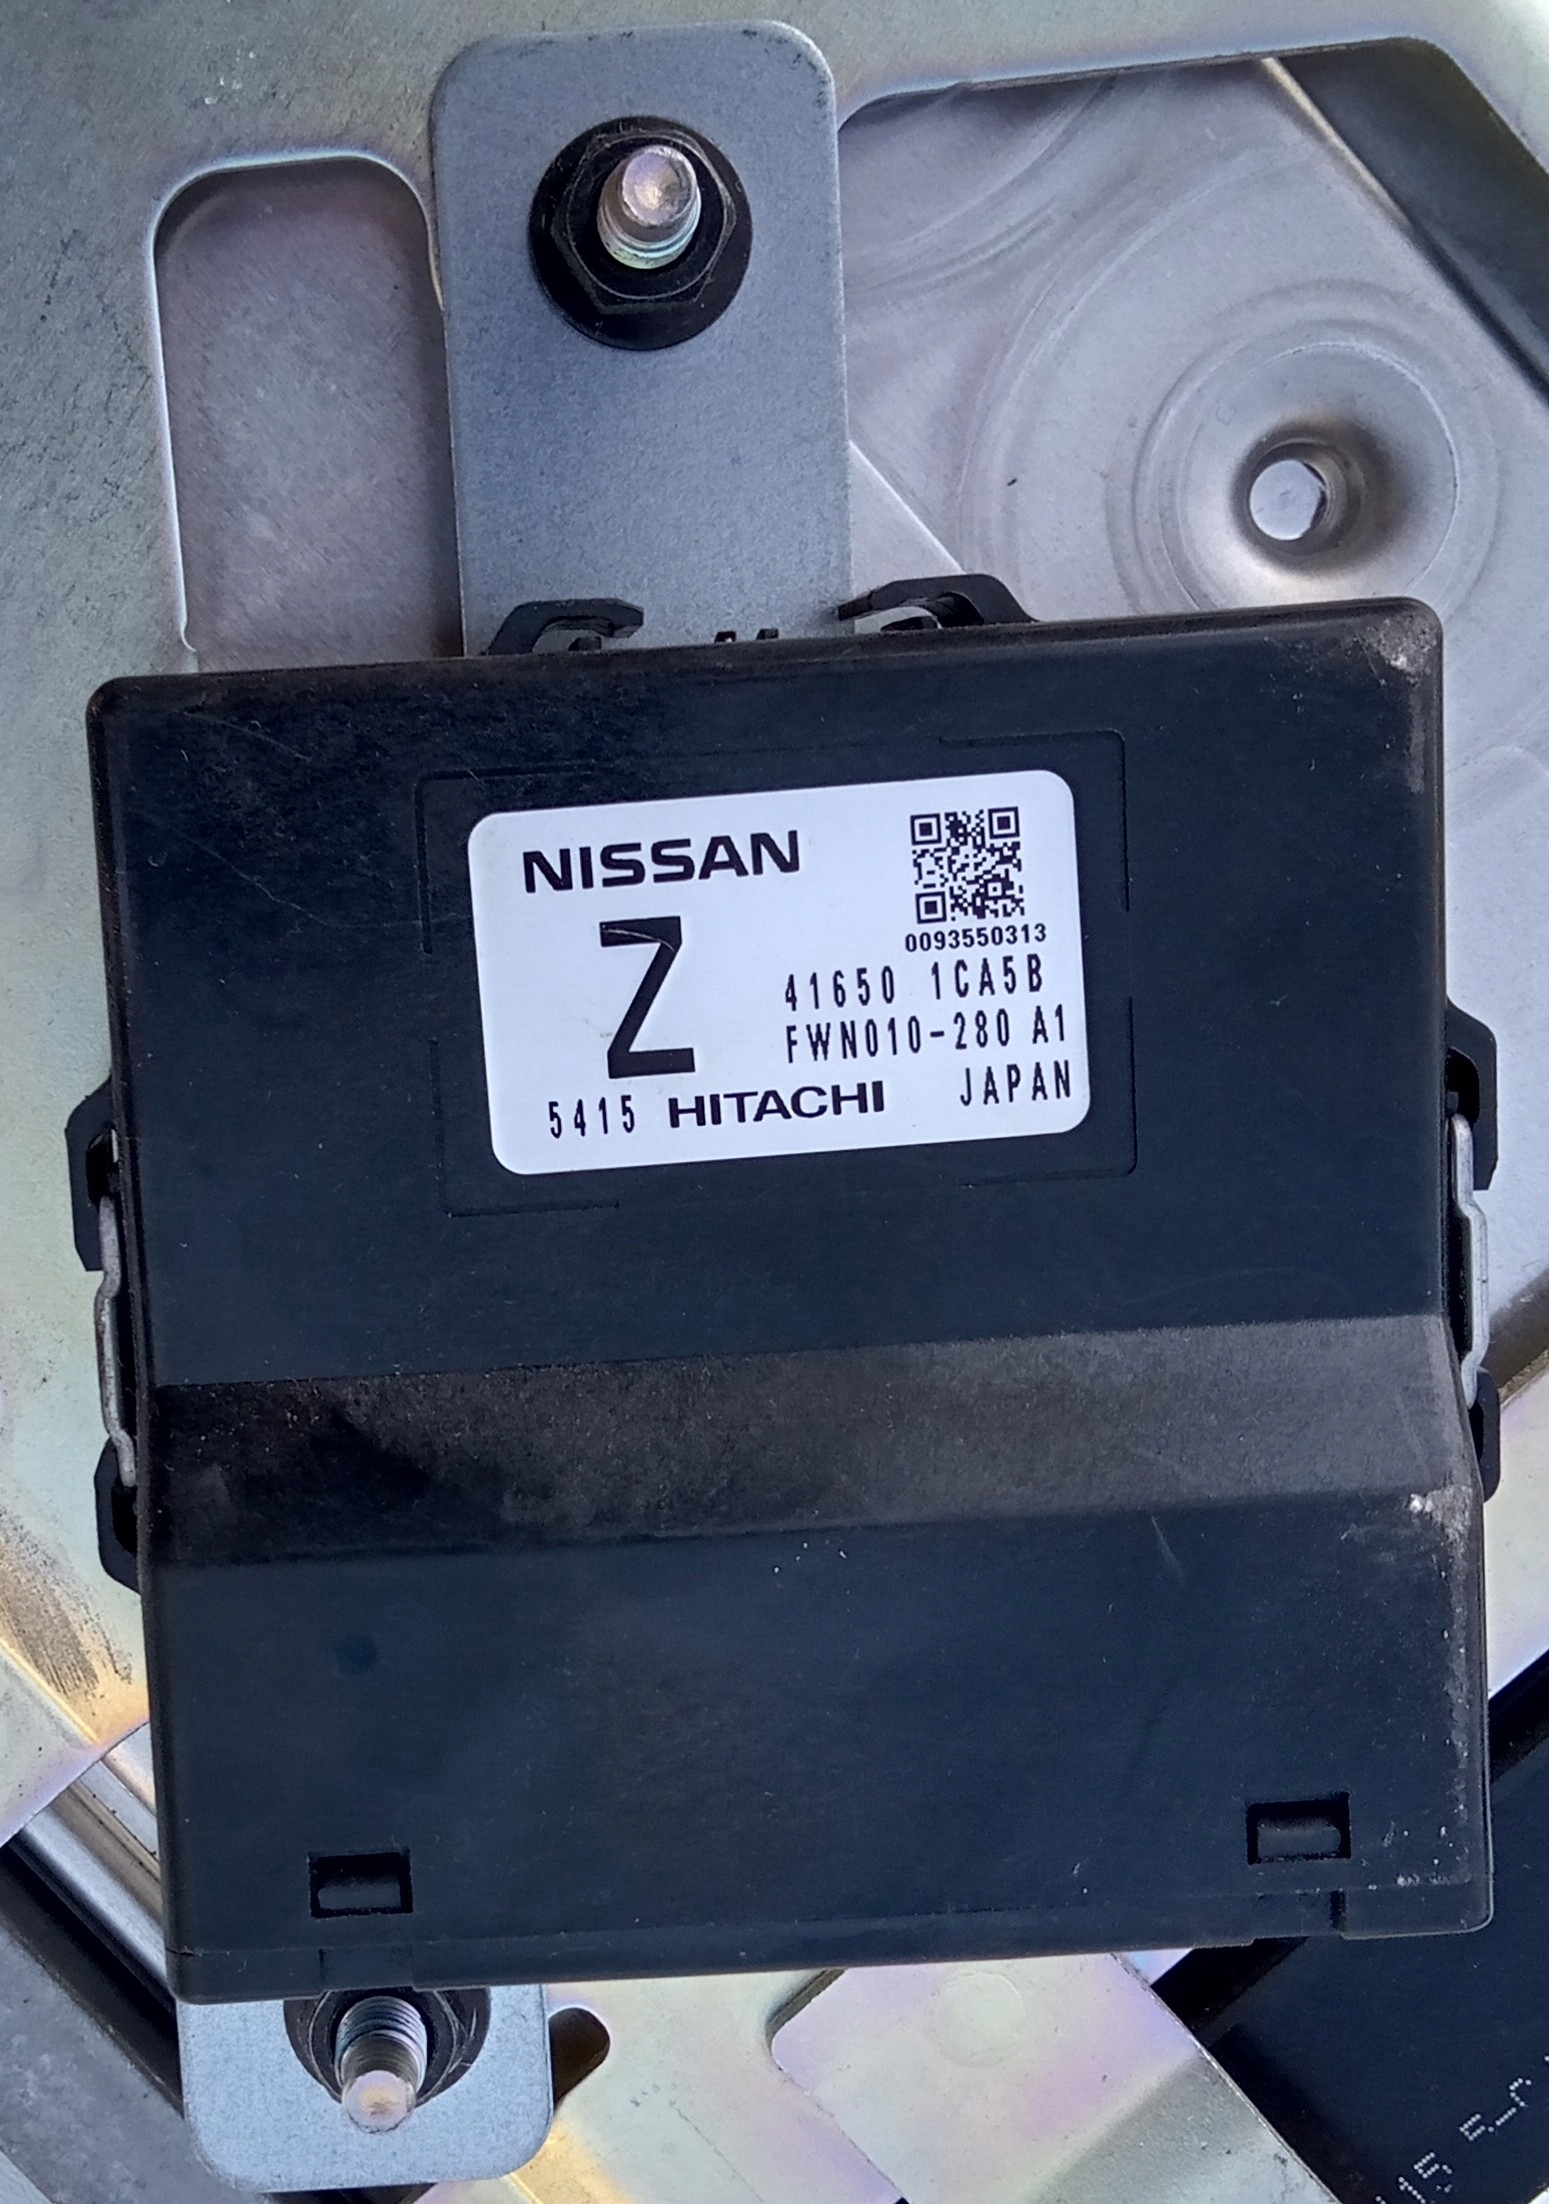 NISSAN
Z
0093550313
41650 1CA5B
FWN010-280 A1
5415 HITACHI JAPAN